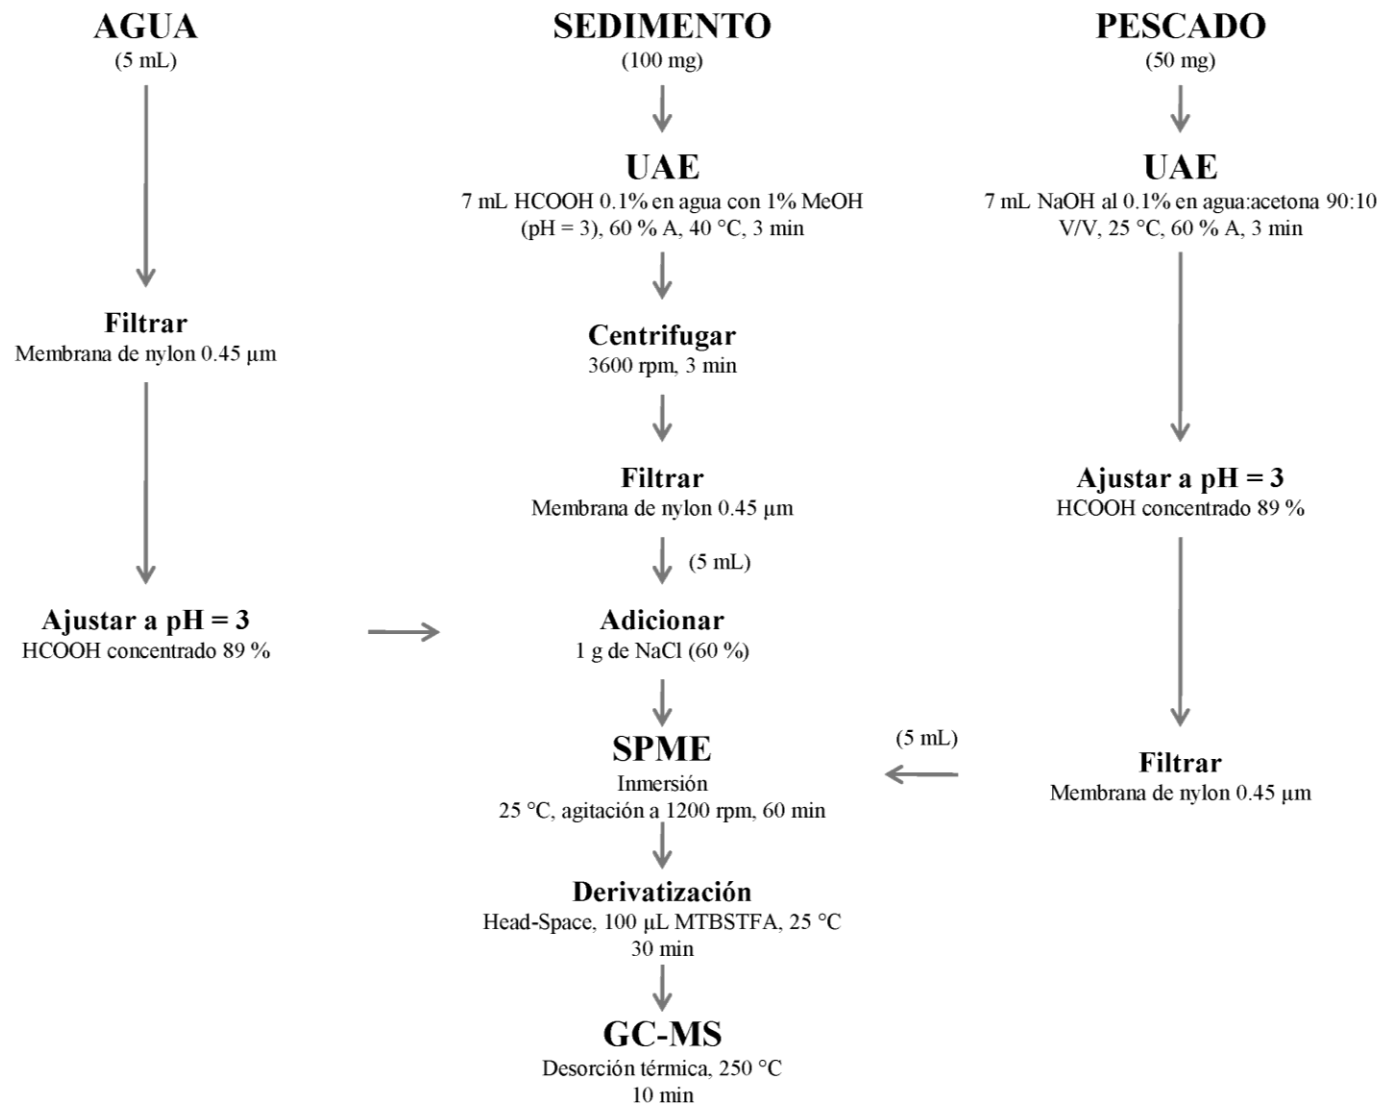 AGUA
(5 mL)
Filtrar
Membrana de nylon 0.45 µm
Ajustar a pH = 3
HCOOH concentrado 89 %
SEDIMENTO
(100 mg)
UAE
7 mL HCOOH 0.1% en agua con 1% MeOH
(pH = 3), 60 % A, 40 °C, 3 min
Centrifugar
3600 rpm, 3 min
Filtrar
Membrana de nylon 0.45 µm
(5 mL)
Adicionar
1 g de NaCl (60 %)
SPME
Inmersión
25 °C, agitación a 1200 rpm, 60 min
Derivatización
Head-Space, 100 µL MTBSTFA, 25 °C
30 min
GC-MS
Desorción térmica, 250 °C
10 min
PESCADO
(50 mg)
UAE
7 mL NaOH al 0.1% en agua:acetona 90:10
V/V, 25 °C, 60 % A, 3 min
Ajustar a pH = 3
HCOOH concentrado 89 %
Filtrar
Membrana de nylon 0.45 µm
(5 mL)